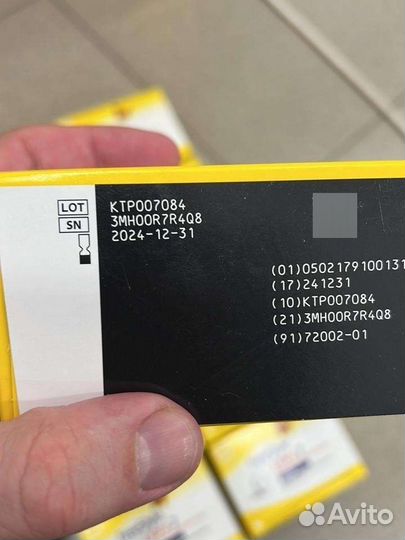 LOT
SN
KTP007084
3MH00R7R4Q8
2024-12-31
(01)0502179100131
(17)241231
(10)KTP007084
(21)3MH00R7R4Q8
(91)72002-01
Avito